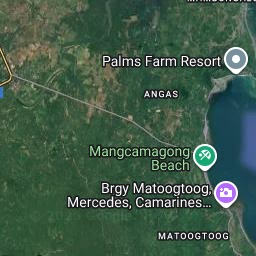 Palms Farm Resort
ANGAS
Mangcamagong
Beach
Brgy Matoogtoog,
Mercedes, Camarines...
MATOOGTOOG